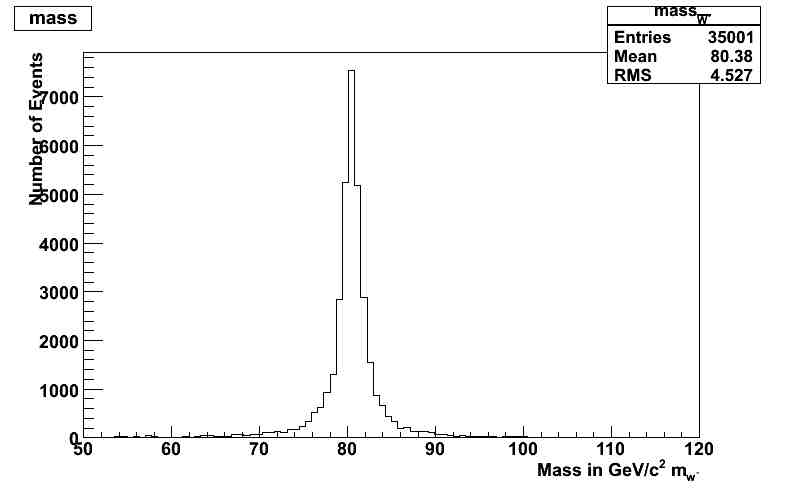 mass
mass_W-
Entries 35001
Mean 80.38
RMS 4.527
Number of Events
7000
6000
5000
4000
3000
2000
1000
0
50 60 70 80 90 100 110 120
Mass in GeV/c² m_w-